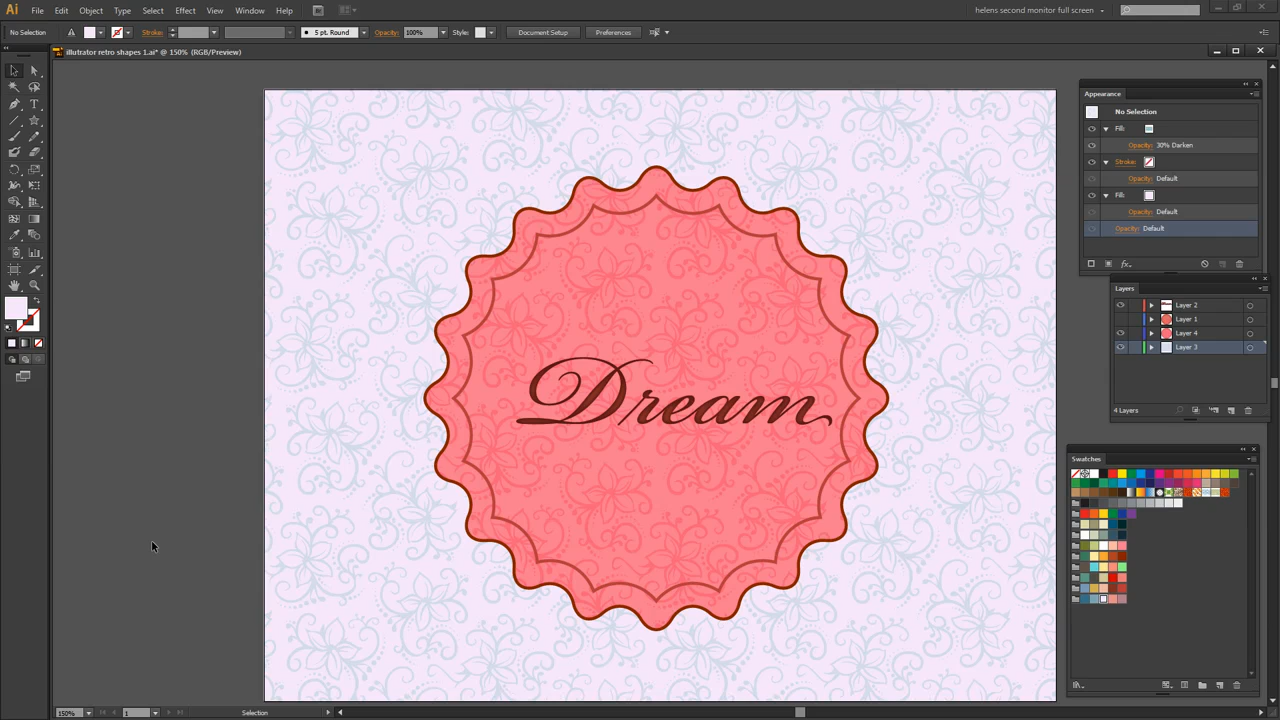 Ai File Edit Object Type Select Effect View Window Help Br helens second monitor full screen
No Selection Stroke: 5 pt. Round Opacity: 100% Style: Document Setup Preferences
illustrator retro shapes 1.ai* @ 150% (RGB/Preview)
Appearance
No Selection
Fill:
Opacity: 30% Darken
Stroke:
Opacity: Default
Fill:
Opacity: Default
Opacity: Default
fx
Layers
Layer 2
Layer 1
Layer 4
Layer 3
4 Layers
Dream
Swatches
150% 1 Selection